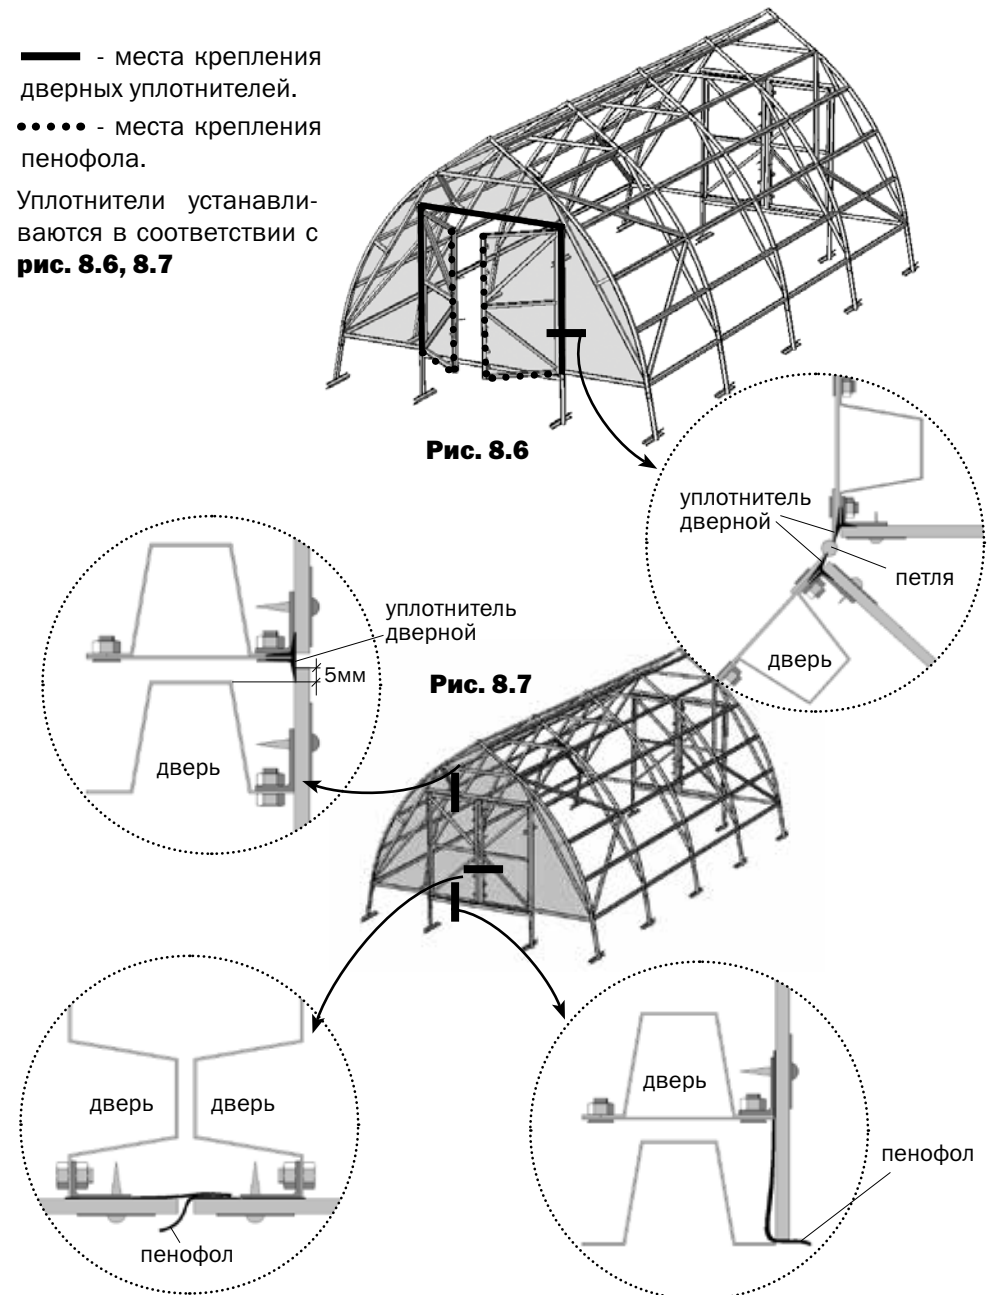 - места крепления
дверных уплотнителей.
- места крепления
пенофола.
Уплотнители устанавли-
ваются в соответствии с
рис. 8.6, 8.7
Рис. 8.6
уплотнитель
дверной
петля
дверь
уплотнитель
дверной
5мм
дверь
Рис. 8.7
дверь
дверь
пенофол
дверь
пенофол